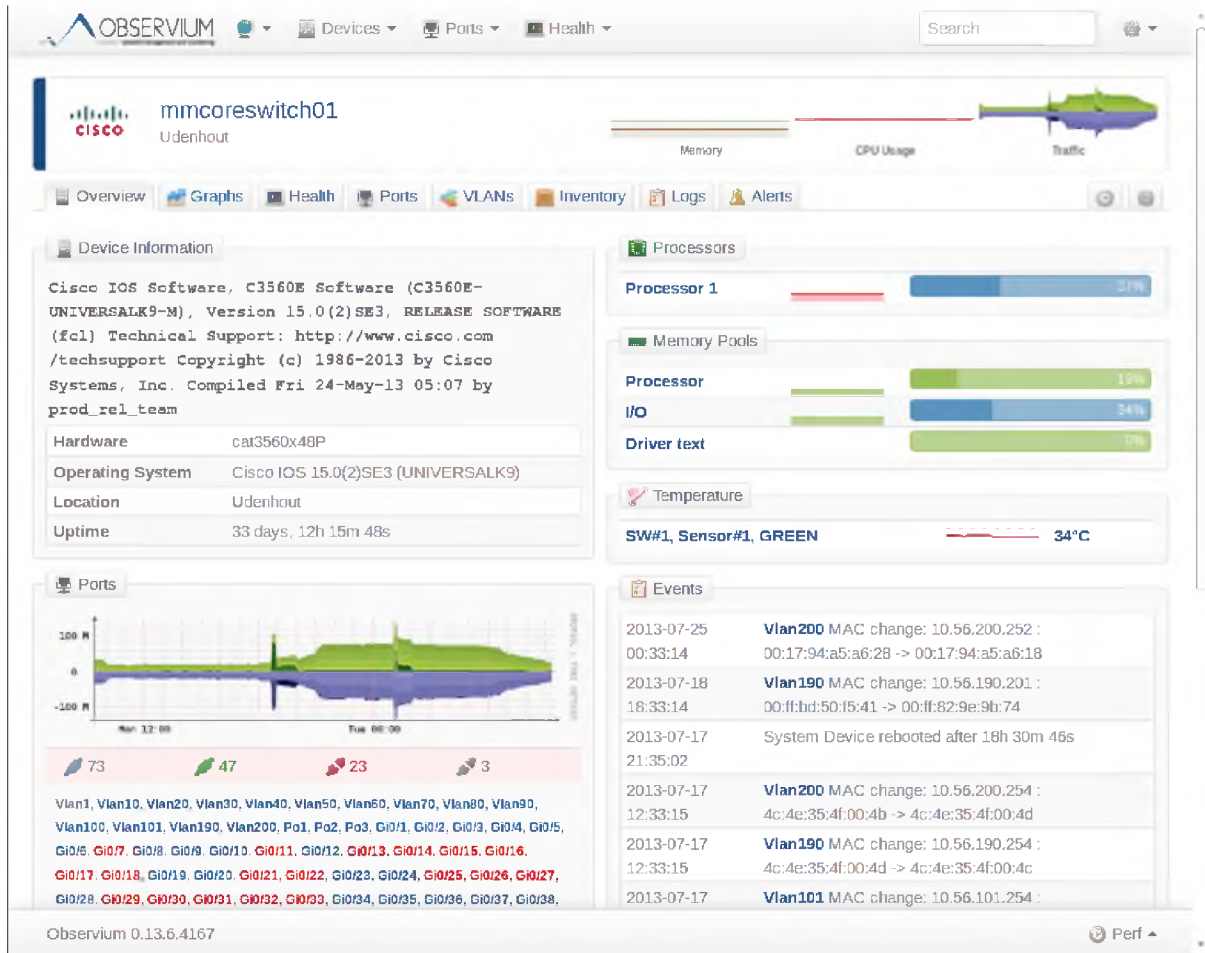 OBSERVIUM
Devices
Ports
Health
Search
cisco
mmcoreswitch01
Udenhout
Memory
CPU Usage
Traffic
Overview
Graphs
Health
Ports
VLANs
Inventory
Logs
Alerts
Device Information
Cisco IOS Software, C3560E Software (C3560E-
UNIVERSALK9-M), Version 15.0(2)SE3, RELEASE SOFTWARE
(fc1) Technical Support: http://www.cisco.com
/techsupport Copyright (c) 1986-2013 by Cisco
Systems, Inc. Compiled Fri 24-May-13 05:07 by
prod_rel_team
Hardware cat3560x48P
Operating System Cisco IOS 15.0(2)SE3 (UNIVERSALK9)
Location Udenhout
Uptime 33 days, 12h 15m 48s
Ports
100 M
0
-100 M
Mon 12:00
Tue 00:00
73
47
23
3
Vlan1, Vlan10, Vlan20, Vlan30, Vlan40, Vlan50, Vlan60, Vlan70, Vlan80, Vlan90,
Vlan100, Vlan101, Vlan190, Vlan200, Po1, Po2, Po3, Gi0/1, Gi0/2, Gi0/3, Gi0/4, Gi0/5,
Gi0/6, Gi0/7, Gi0/8, Gi0/9, Gi0/10, Gi0/11, Gi0/12, Gi0/13, Gi0/14, Gi0/15, Gi0/16,
Gi0/17, Gi0/18, Gi0/19, Gi0/20, Gi0/21, Gi0/22, Gi0/23, Gi0/24, Gi0/25, Gi0/26, Gi0/27,
Gi0/28, Gi0/29, Gi0/30, Gi0/31, Gi0/32, Gi0/33, Gi0/34, Gi0/35, Gi0/36, Gi0/37, Gi0/38,
Processors
Processor 1 37%
Memory Pools
Processor 19%
I/O 34%
Driver text 0%
Temperature
SW#1, Sensor#1, GREEN 34°C
Events
2013-07-25 Vlan200 MAC change: 10.56.200.252 :
00:33:14 00:17:94:a5:a6:28 -> 00:17:94:a5:a6:18
2013-07-18 Vlan190 MAC change: 10.56.190.201 :
18:33:14 00:ff:bd:50:f5:41 -> 00:ff:82:9e:9b:74
2013-07-17 System Device rebooted after 18h 30m 46s
21:35:02
2013-07-17 Vlan200 MAC change: 10.56.200.254 :
12:33:15 4c:4e:35:4f:00:4b -> 4c:4e:35:4f:00:4d
2013-07-17 Vlan190 MAC change: 10.56.190.254 :
12:33:15 4c:4e:35:4f:00:4d -> 4c:4e:35:4f:00:4c
2013-07-17 Vlan101 MAC change: 10.56.101.254 :
Observium 0.13.6.4167
Perf